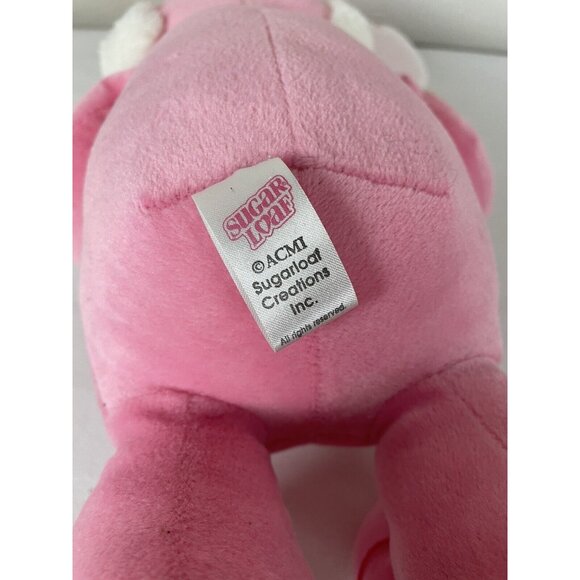 SUGAR
LOAF
©ACMI
Sugarloaf
Creations
Inc.
All rights reserved.